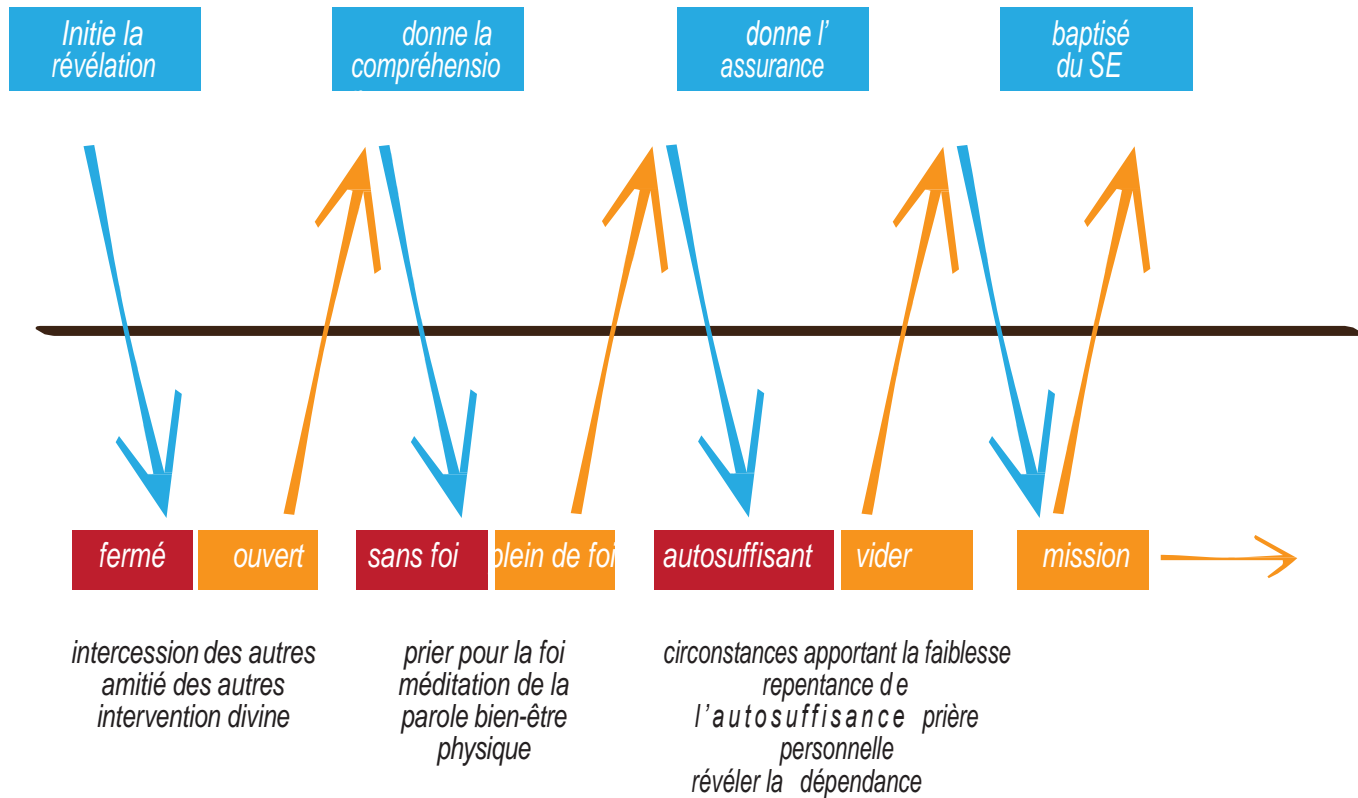 Initie la
révélation
donne la
compréhensio
donne l'
assurance
baptisé
du SE
fermé
ouvert
sans foi
plein de foi
autosuffisant
vider
mission
intercession des autres
amitié des autres
intervention divine
prier pour la foi
méditation de la
parole bien-être
physique
circonstances apportant la faiblesse
repentance de
l'autosuffisance prière
personnelle
révéler la dépendance